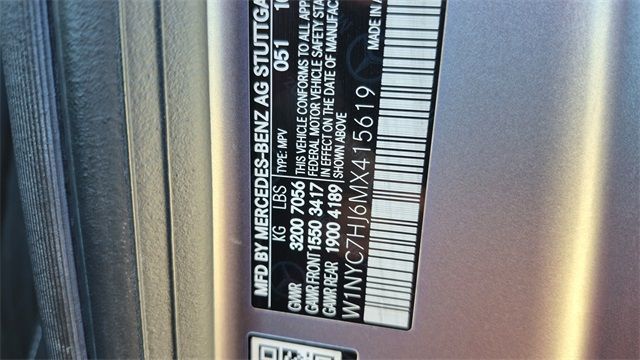 MFD BY MERCEDES-BENZ AG STUTTGA
KG LBS TYPE: MPV 051
GVWR 3200 7056 THIS VEHICLE CONFORMS TO ALL APP
GAWR FRONT 1550 3417 FEDERAL MOTOR VEHICLE SAFETY STA
GAWR REAR 1900 4189 IN EFFECT ON THE DATE OF MANUFAC
SHOWN ABOVE MADE IN
W1NYC7HJ6MX415619